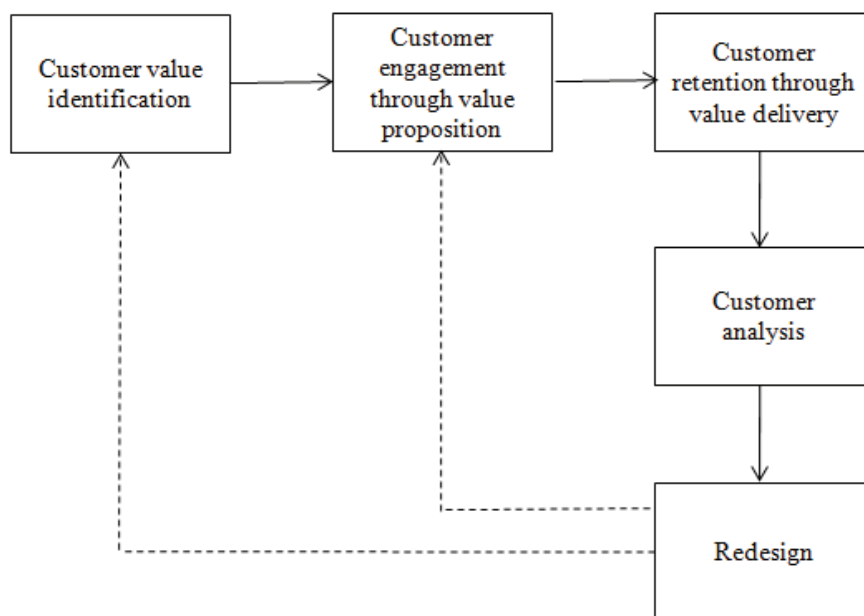 Customer value
identification
Customer
engagement
through value
proposition
Customer
retention through
value delivery
Customer
analysis
Redesign